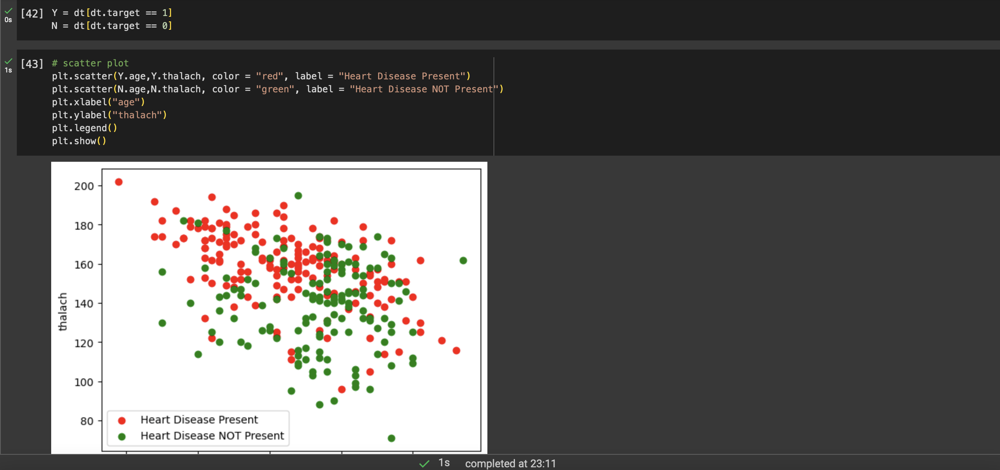 [42] Y = dt[dt.target == 1]
0s
N = dt[dt.target == 0]
[43] # scatter plot
1s
plt.scatter(Y.age,Y.thalach, color = "red", label = "Heart Disease Present")
plt.scatter(N.age,N.thalach, color = "green", label = "Heart Disease NOT Present")
plt.xlabel("age")
plt.ylabel("thalach")
plt.legend()
plt.show()
200
180
160
140
120
100
80
thalach
Heart Disease Present
Heart Disease NOT Present
1s completed at 23:11